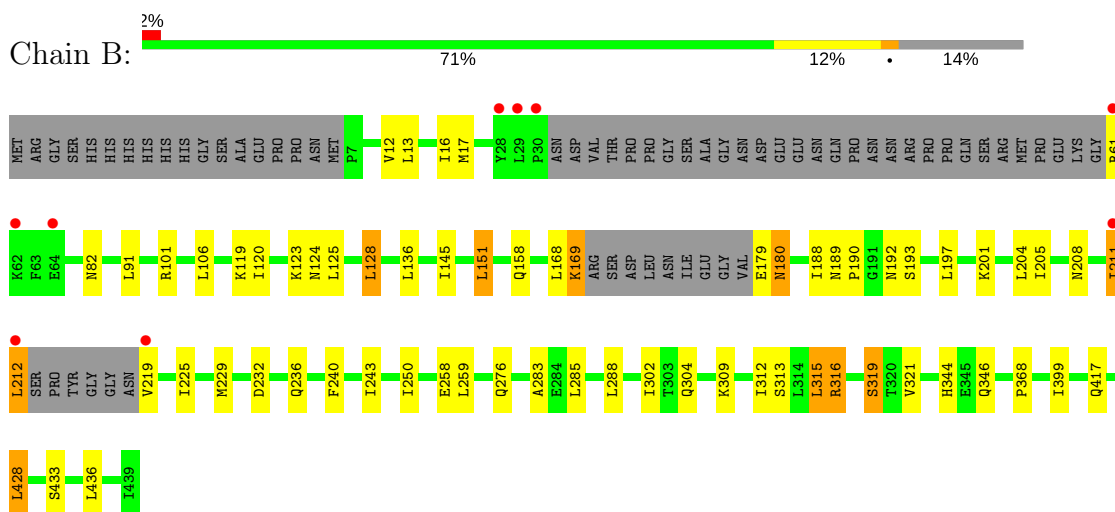 2%
Chain B:
71% 12% • 14%
MET ARG GLY SER HIS HIS HIS HIS HIS HIS GLY SER ALA GLU PRO PRO ASN MET P7 V12 L13 I16 M17 Y28 L29 P30 ASN ASP VAL THR PRO PRO GLY SER ALA GLY ASN ASP GLU GLU ASN GLN PRO ASN ASN ARG PRO PRO GLN SER ARG MET PRO GLU LYS GLY R61
K62 F63 E64 N82 L91 R101 L106 K119 I120 K123 N124 L125 L128 L136 I145 L151 Q158 L168 K169 ARG SER ASP LEU ASN ILE GLU GLY VAL E179 N180 I188 N189 P190 G191 N192 S193 L197 K201 L204 I205 N208 I211
L212 SER PRO TYR GLY GLY ASN V219 I225 M229 D232 Q236 F240 I243 I250 E258 L259 Q276 A283 E284 L285 L288 I302 T303 Q304 K309 I312 S313 L314 L315 R316 S319 T320 V321 H344 E345 Q346 P368 I399 Q417
L428 S433 L436 I439